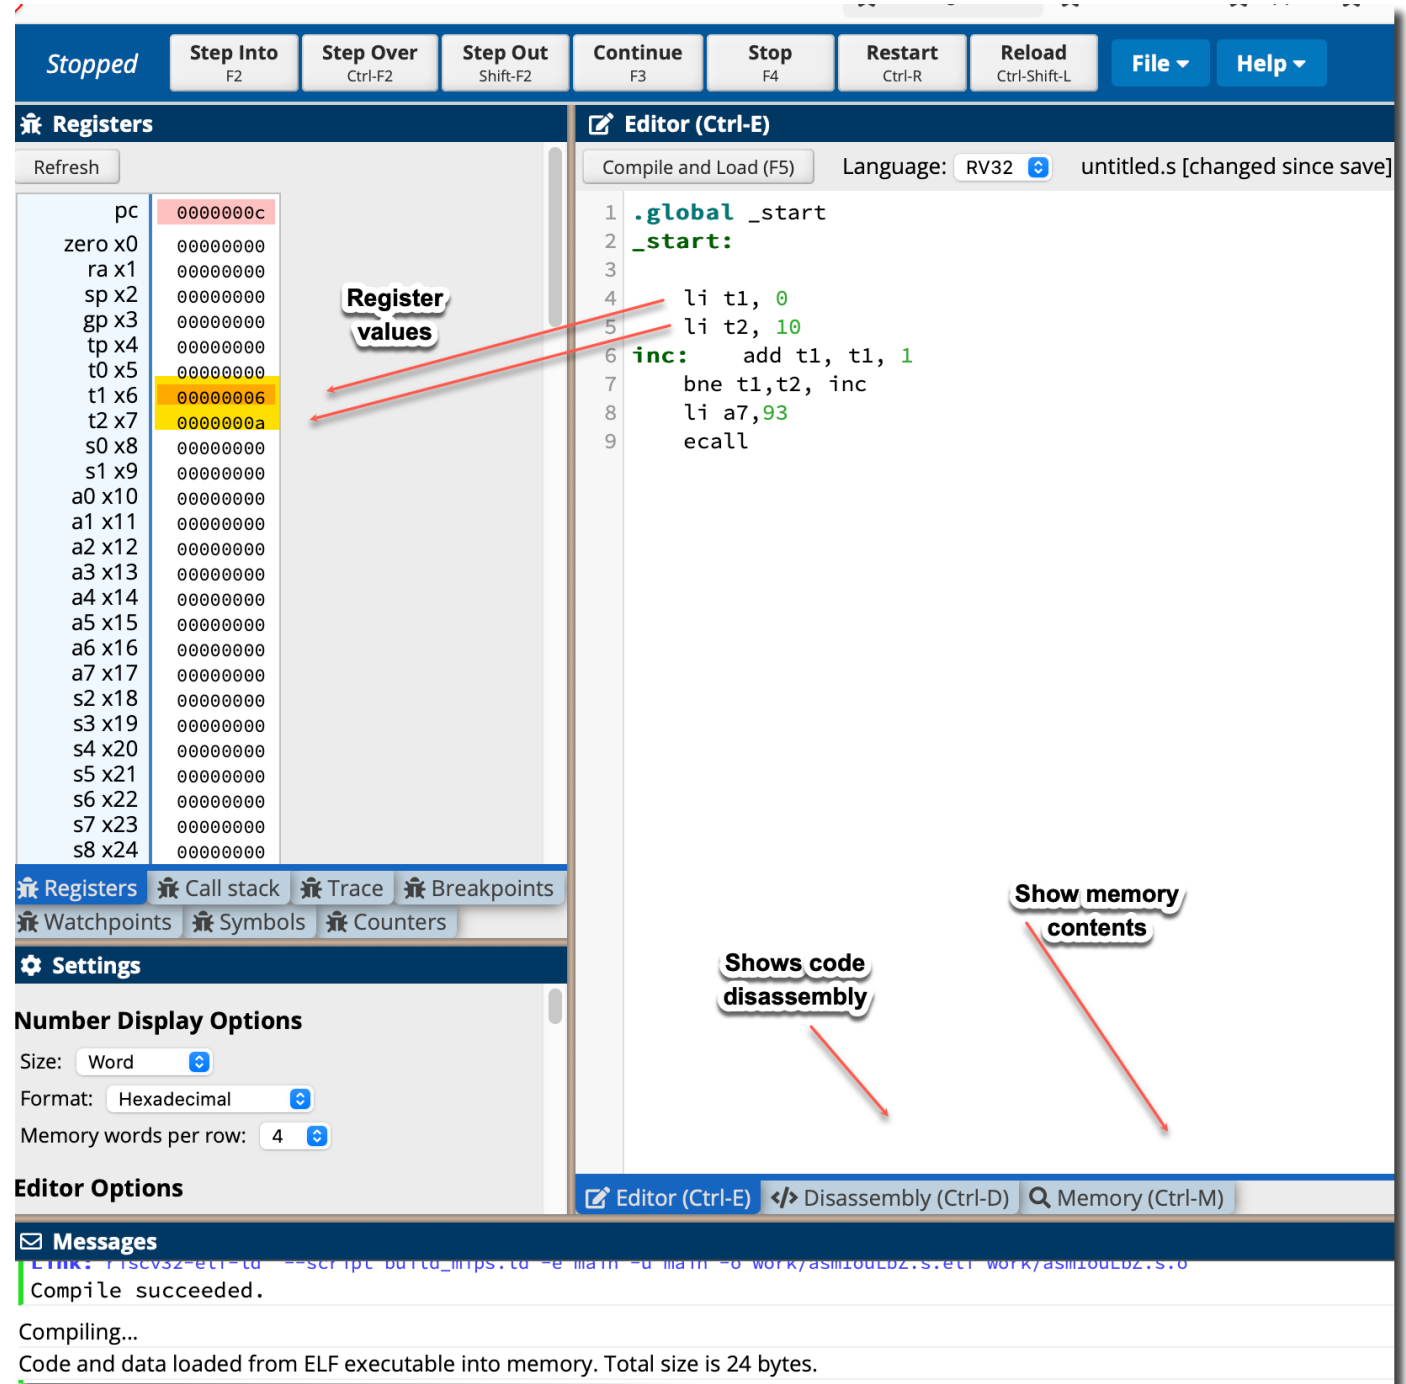 Stopped
Step Into
F2
Step Over
Ctrl-F2
Step Out
Shift-F2
Continue
F3
Stop
F4
Restart
Ctrl-R
Reload
Ctrl-Shift-L
File
Help
Registers
Refresh
pc 0000000c
zero x0 00000000
ra x1 00000000
sp x2 00000000
gp x3 00000000
tp x4 00000000
t0 x5 00000000
t1 x6 00000006
t2 x7 0000000a
s0 x8 00000000
s1 x9 00000000
a0 x10 00000000
a1 x11 00000000
a2 x12 00000000
a3 x13 00000000
a4 x14 00000000
a5 x15 00000000
a6 x16 00000000
a7 x17 00000000
s2 x18 00000000
s3 x19 00000000
s4 x20 00000000
s5 x21 00000000
s6 x22 00000000
s7 x23 00000000
s8 x24 00000000
Register
values
Registers Call stack Trace Breakpoints
Watchpoints Symbols Counters
Settings
Number Display Options
Size: Word
Format: Hexadecimal
Memory words per row: 4
Editor Options
Editor (Ctrl-E)
Compile and Load (F5) Language: RV32 untitled.s [changed since save]
1 .global _start
2 _start:
3
4 li t1, 0
5 li t2, 10
6 inc: add t1, t1, 1
7 bne t1,t2, inc
8 li a7,93
9 ecall
Show memory
contents
Shows code
disassembly
Editor (Ctrl-E) Disassembly (Ctrl-D) Memory (Ctrl-M)
Messages
Link: riscv32-elf-ld --script build_mips.ld -e main -u main -o work/
Compile succeeded.
Compiling...
Code and data loaded from ELF executable into memory. Total size is 24 bytes.